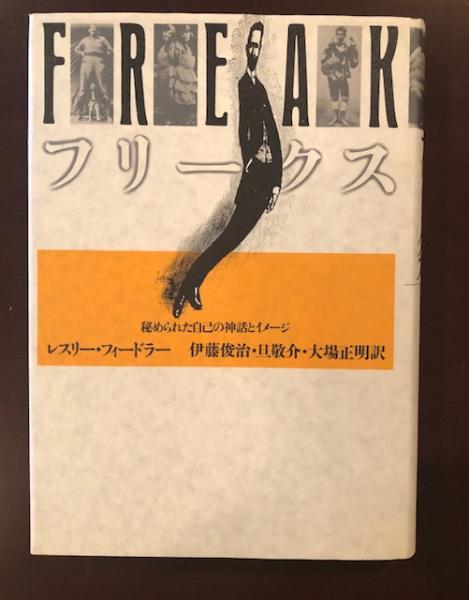 FREAK
フリークス
秘められた自己の神話とイメージ
レスリー・フィードラー 伊藤俊治・旦敬介・大場正明訳